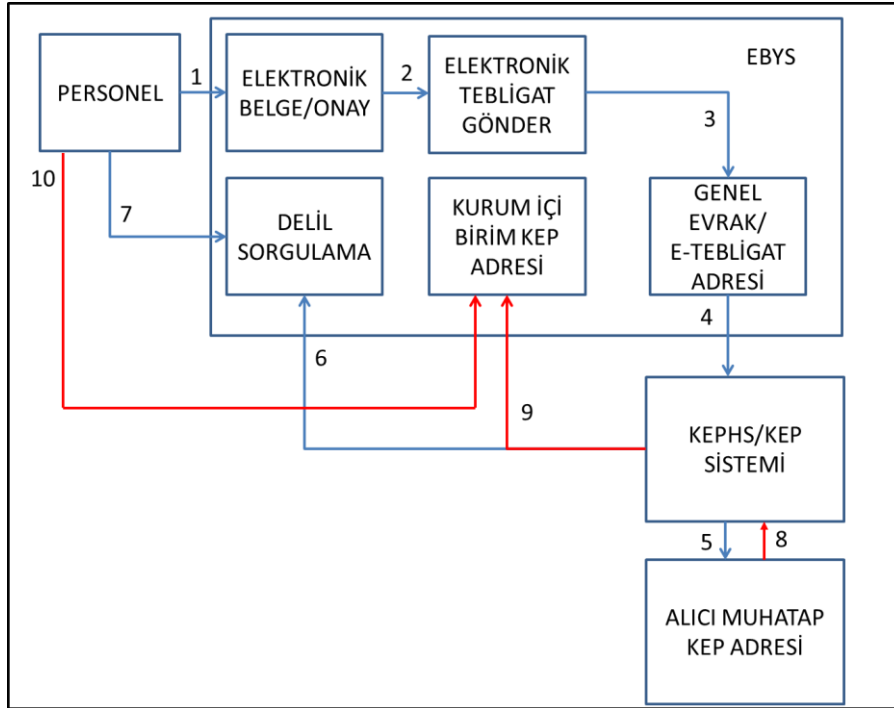 EBYS
PERSONEL
1
ELEKTRONİK
BELGE/ONAY
2
ELEKTRONİK
TEBLİGAT
GÖNDER
3
10
7
DELİL
SORGULAMA
KURUM İÇİ
BİRİM KEP
ADRESİ
GENEL
EVRAK/
E-TEBLİGAT
ADRESİ
4
6
9
KEPHS/KEP
SİSTEMİ
5
8
ALICI MUHATAP
KEP ADRESİ